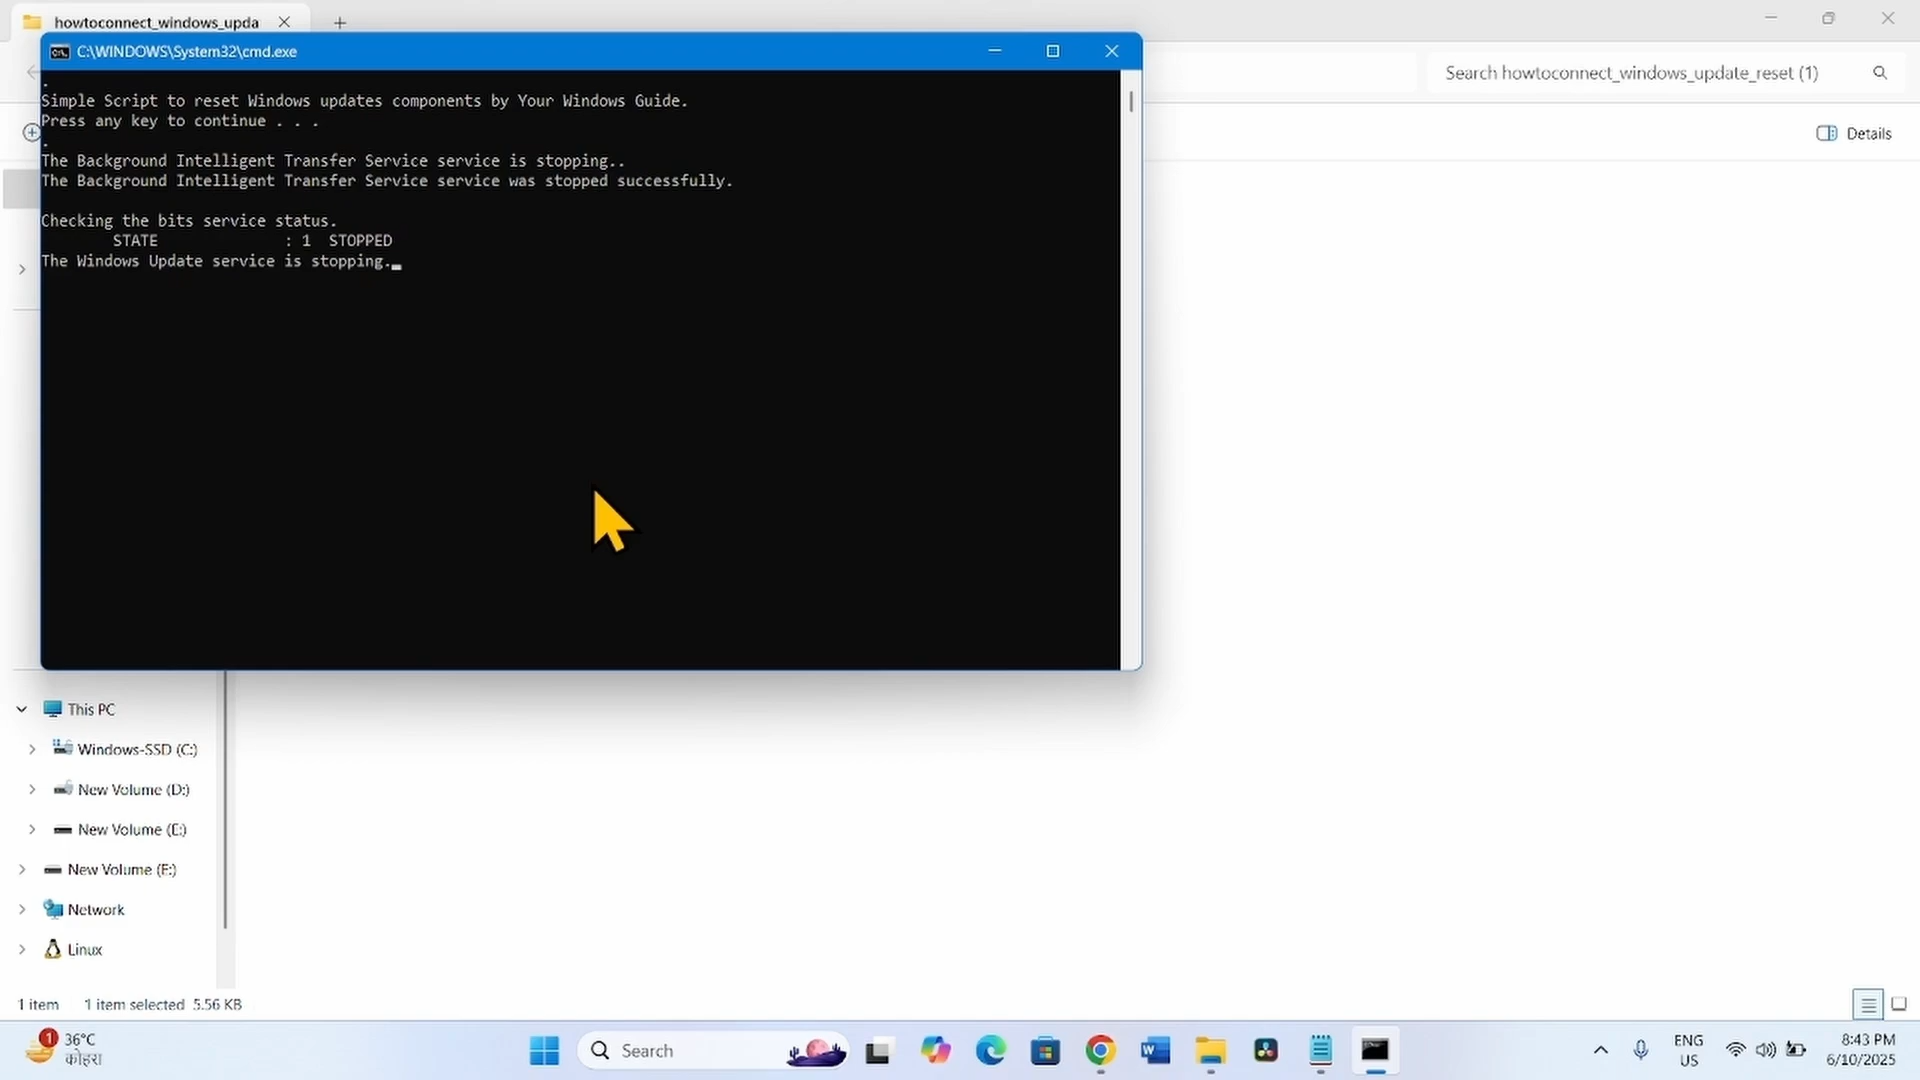 howtoconnect_windows_upda
C:\WINDOWS\System32\cmd.exe
Search howtoconnect_windows_update_reset (1)
Details
.
Simple Script to reset Windows updates components by Your Windows Guide.
Press any key to continue . . .
.
The Background Intelligent Transfer Service service is stopping..
The Background Intelligent Transfer Service service was stopped successfully.
Checking the bits service status.
STATE : 1 STOPPED
The Windows Update service is stopping.
This PC
Windows-SSD (C:)
New Volume (D:)
New Volume (E:)
New Volume (E:)
Network
Linux
1 item 1 item selected 5.56 KB
1
36°C
कोहरा
Search
ENG
US
8:43 PM
6/10/2025